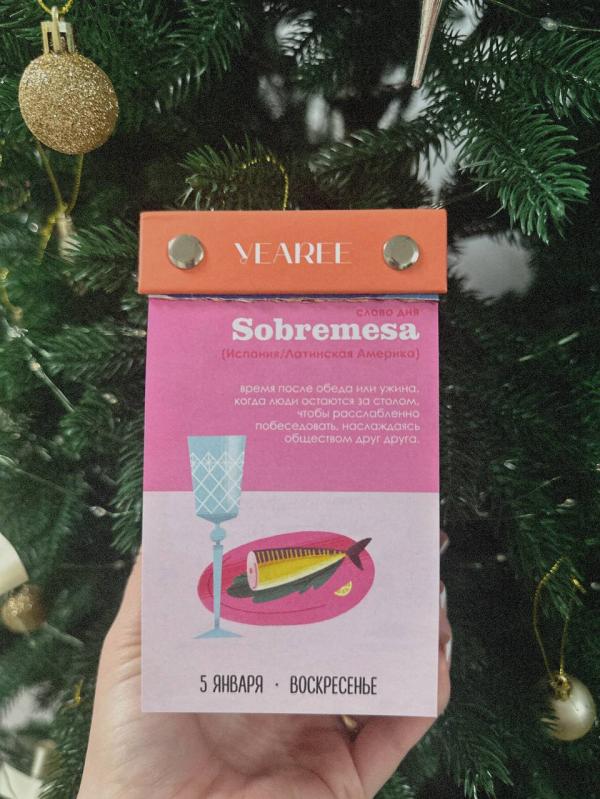 YEAREE
слово дня
Sobremesa
(Испания/Латинская Америка)
время после обеда или ужина,
когда люди остаются за столом,
чтобы расслабленно
побеседовать, наслаждаясь
обществом друг друга.
5 ЯНВАРЯ · ВОСКРЕСЕНЬЕ